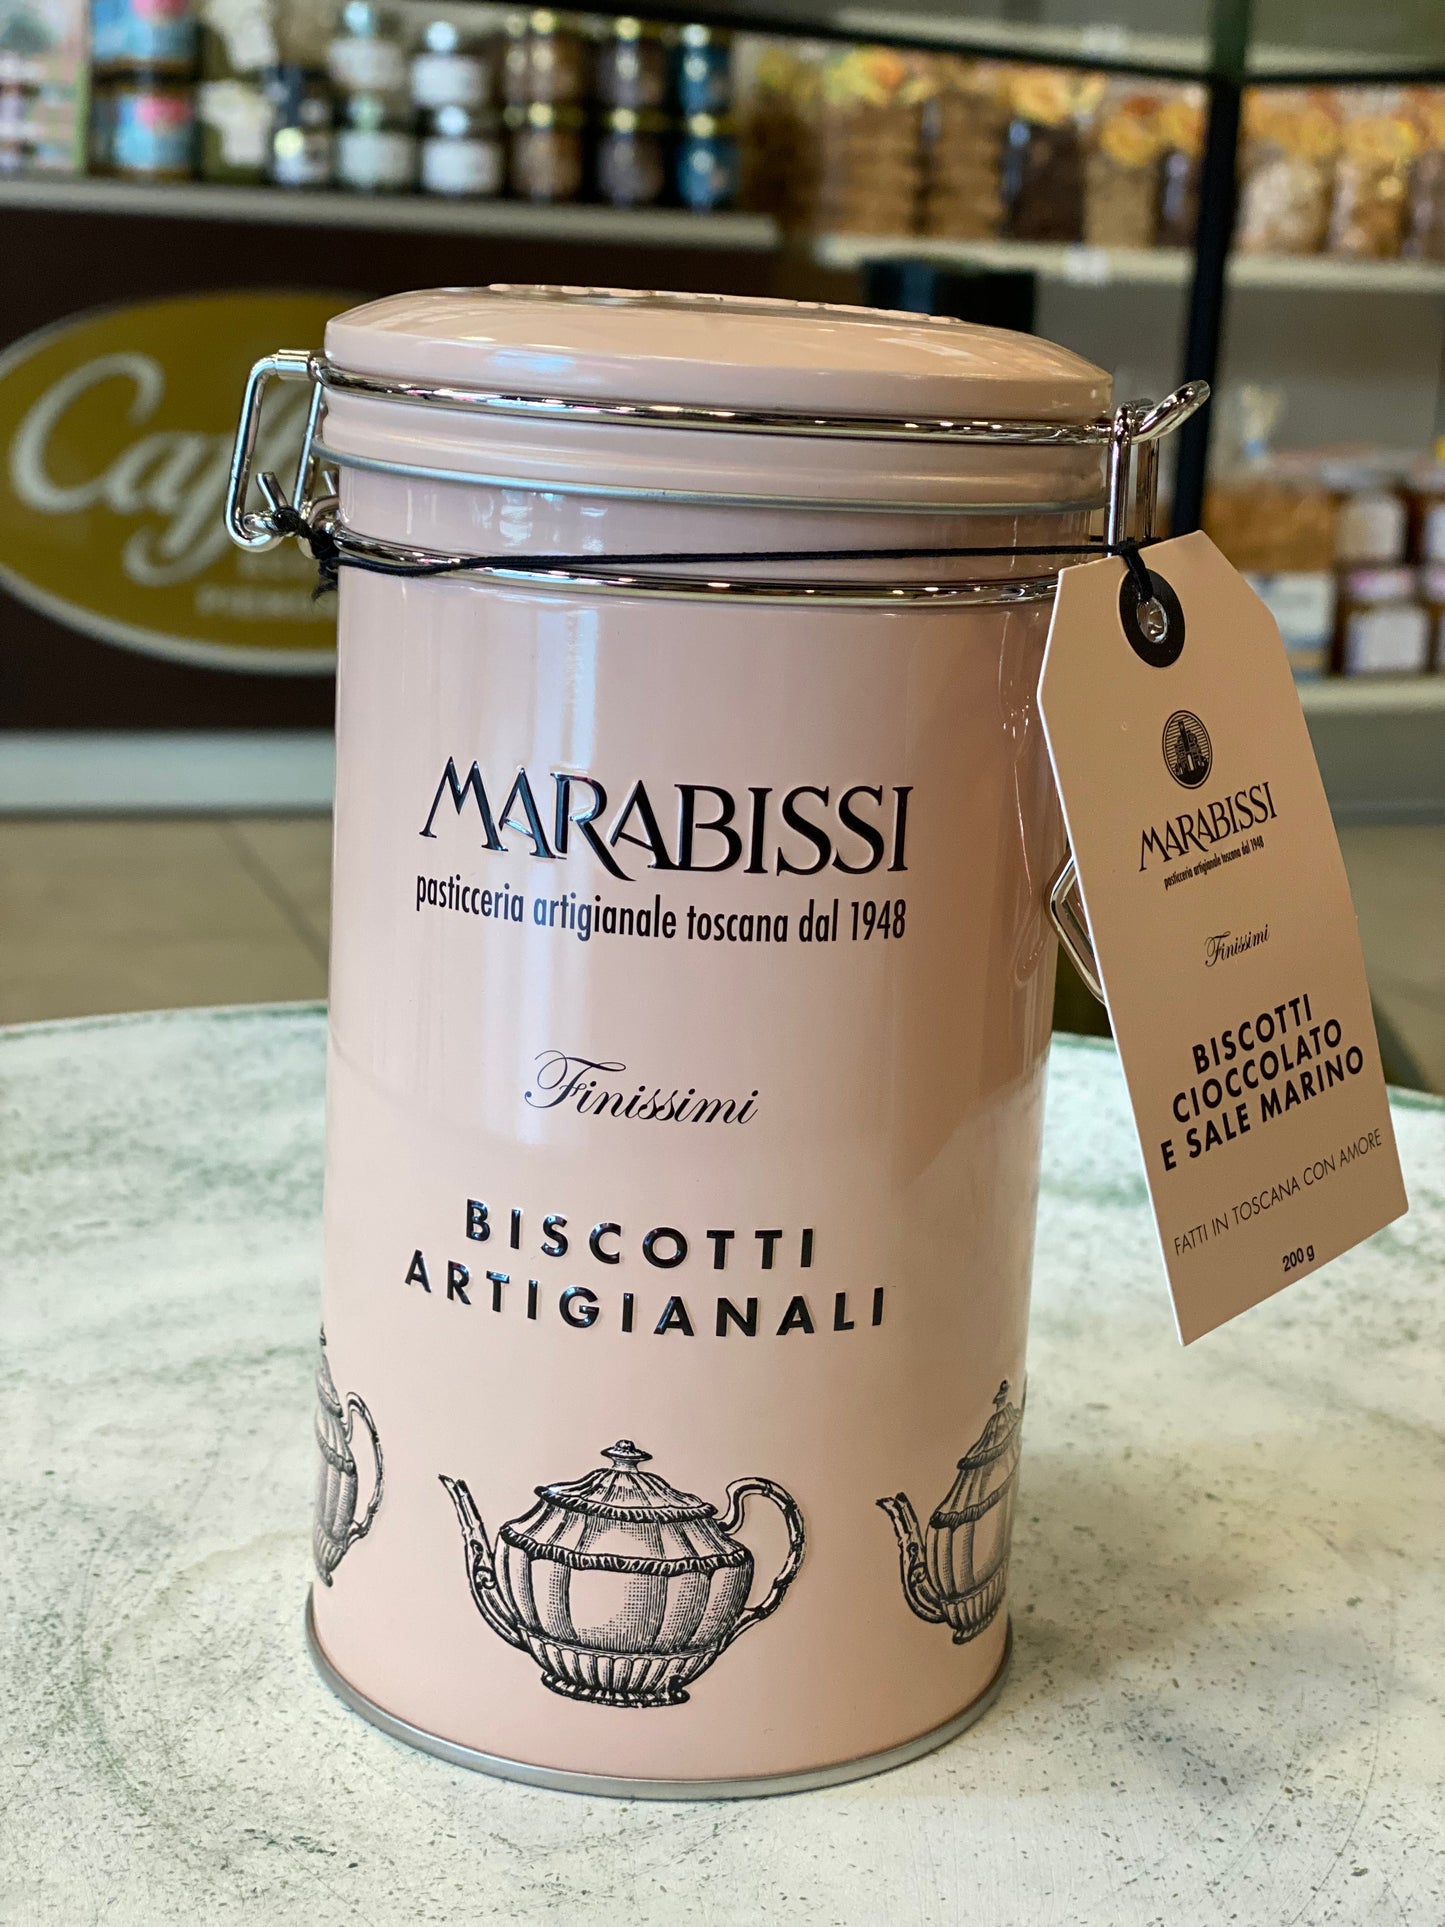 Caff
MARABISSI
pasticceria artigianale toscana dal 1948
Finissimi
BISCOTTI
ARTIGIANALI
MARABISSI
pasticceria artigianale toscana dal 1948
Finissimi
BISCOTTI
CIOCCOLATO
E SALE MARINO
FATTI IN TOSCANA CON AMORE
200 g